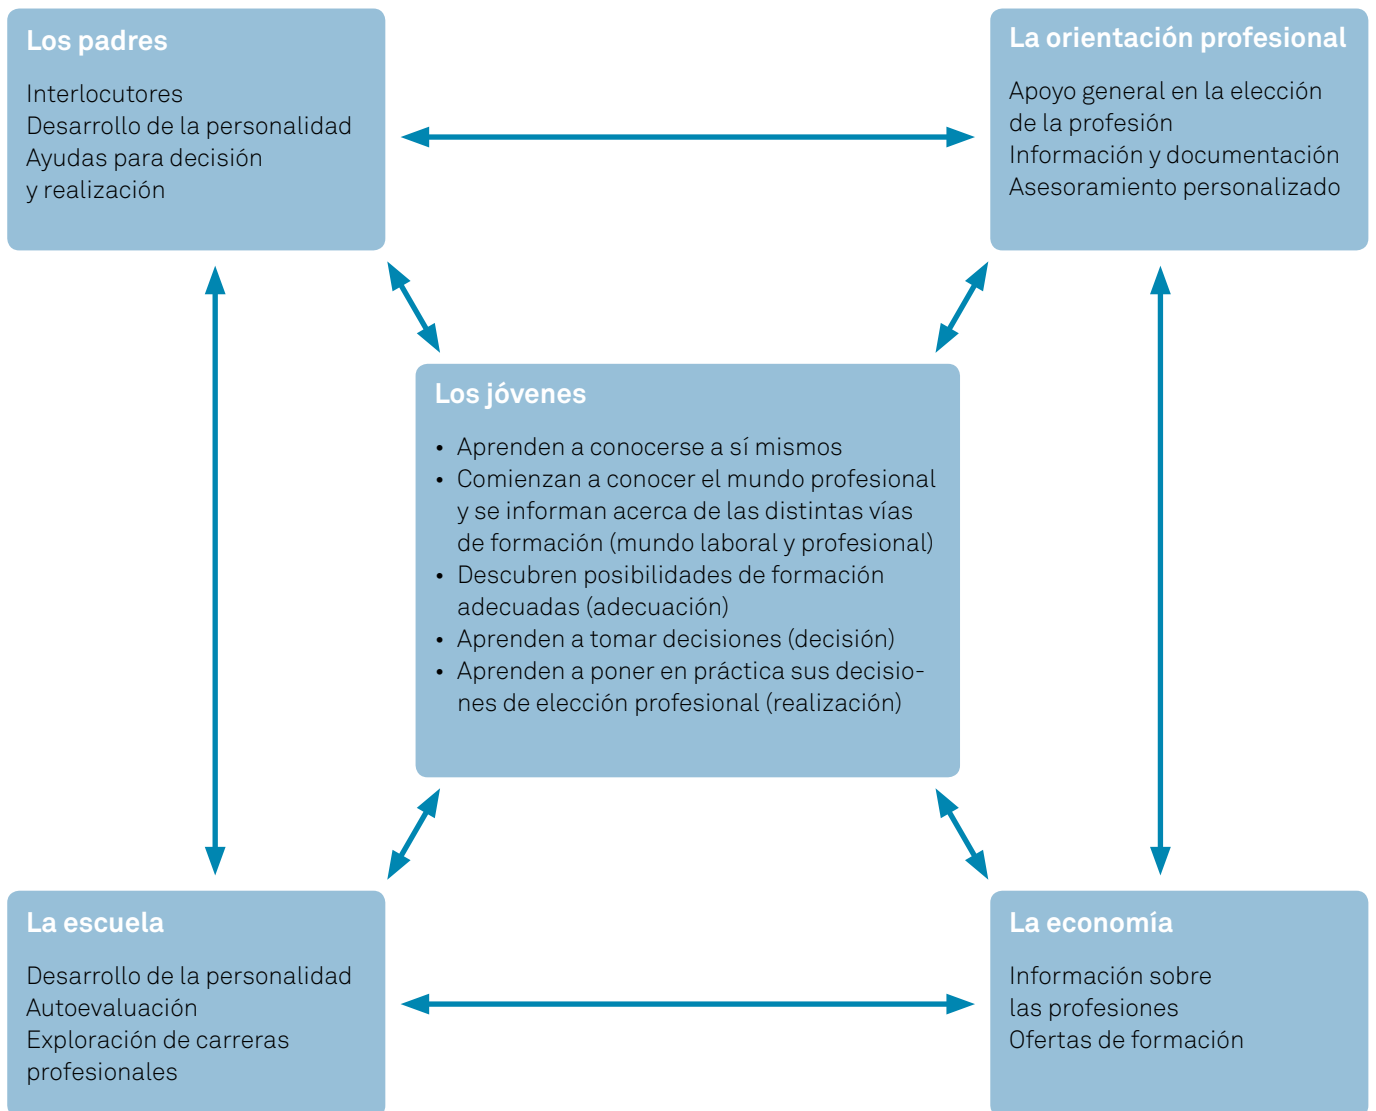 Los padres
Interlocutores
Desarrollo de la personalidad
Ayudas para decisión
y realización
La orientación profesional
Apoyo general en la elección
de la profesión
Información y documentación
Asesoramiento personalizado
Los jóvenes
• Aprenden a conocerse a sí mismos
• Comienzan a conocer el mundo profesional
y se informan acerca de las distintas vías
de formación (mundo laboral y profesional)
• Descubren posibilidades de formación
adecuadas (adecuación)
• Aprenden a tomar decisiones (decisión)
• Aprenden a poner en práctica sus decisio-
nes de elección profesional (realización)
La escuela
Desarrollo de la personalidad
Autoevaluación
Exploración de carreras
profesionales
La economía
Información sobre
las profesiones
Ofertas de formación